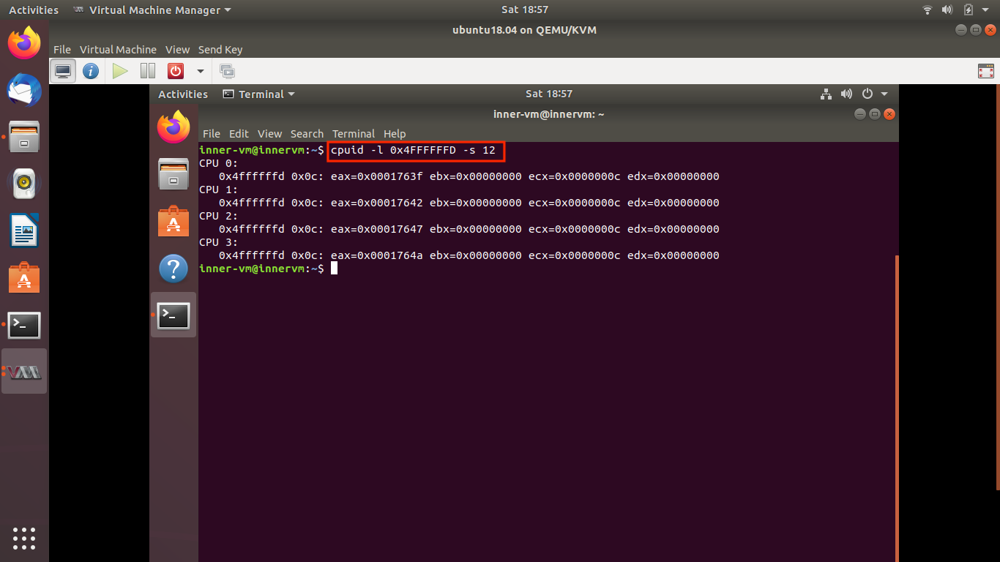 Activities Virtual Machine Manager Sat 18:57
ubuntu18.04 on QEMU/KVM
File Virtual Machine View Send Key
Activities Terminal Sat 18:57
inner-vm@innervm: ~
File Edit View Search Terminal Help
inner-vm@innervm:~$ cpuid -l 0x4FFFFFFD -s 12
CPU 0:
0x4ffffffd 0x0c: eax=0x0001763f ebx=0x00000000 ecx=0x0000000c edx=0x00000000
CPU 1:
0x4ffffffd 0x0c: eax=0x00017642 ebx=0x00000000 ecx=0x0000000c edx=0x00000000
CPU 2:
0x4ffffffd 0x0c: eax=0x00017647 ebx=0x00000000 ecx=0x0000000c edx=0x00000000
CPU 3:
0x4ffffffd 0x0c: eax=0x0001764a ebx=0x00000000 ecx=0x0000000c edx=0x00000000
inner-vm@innervm:~$